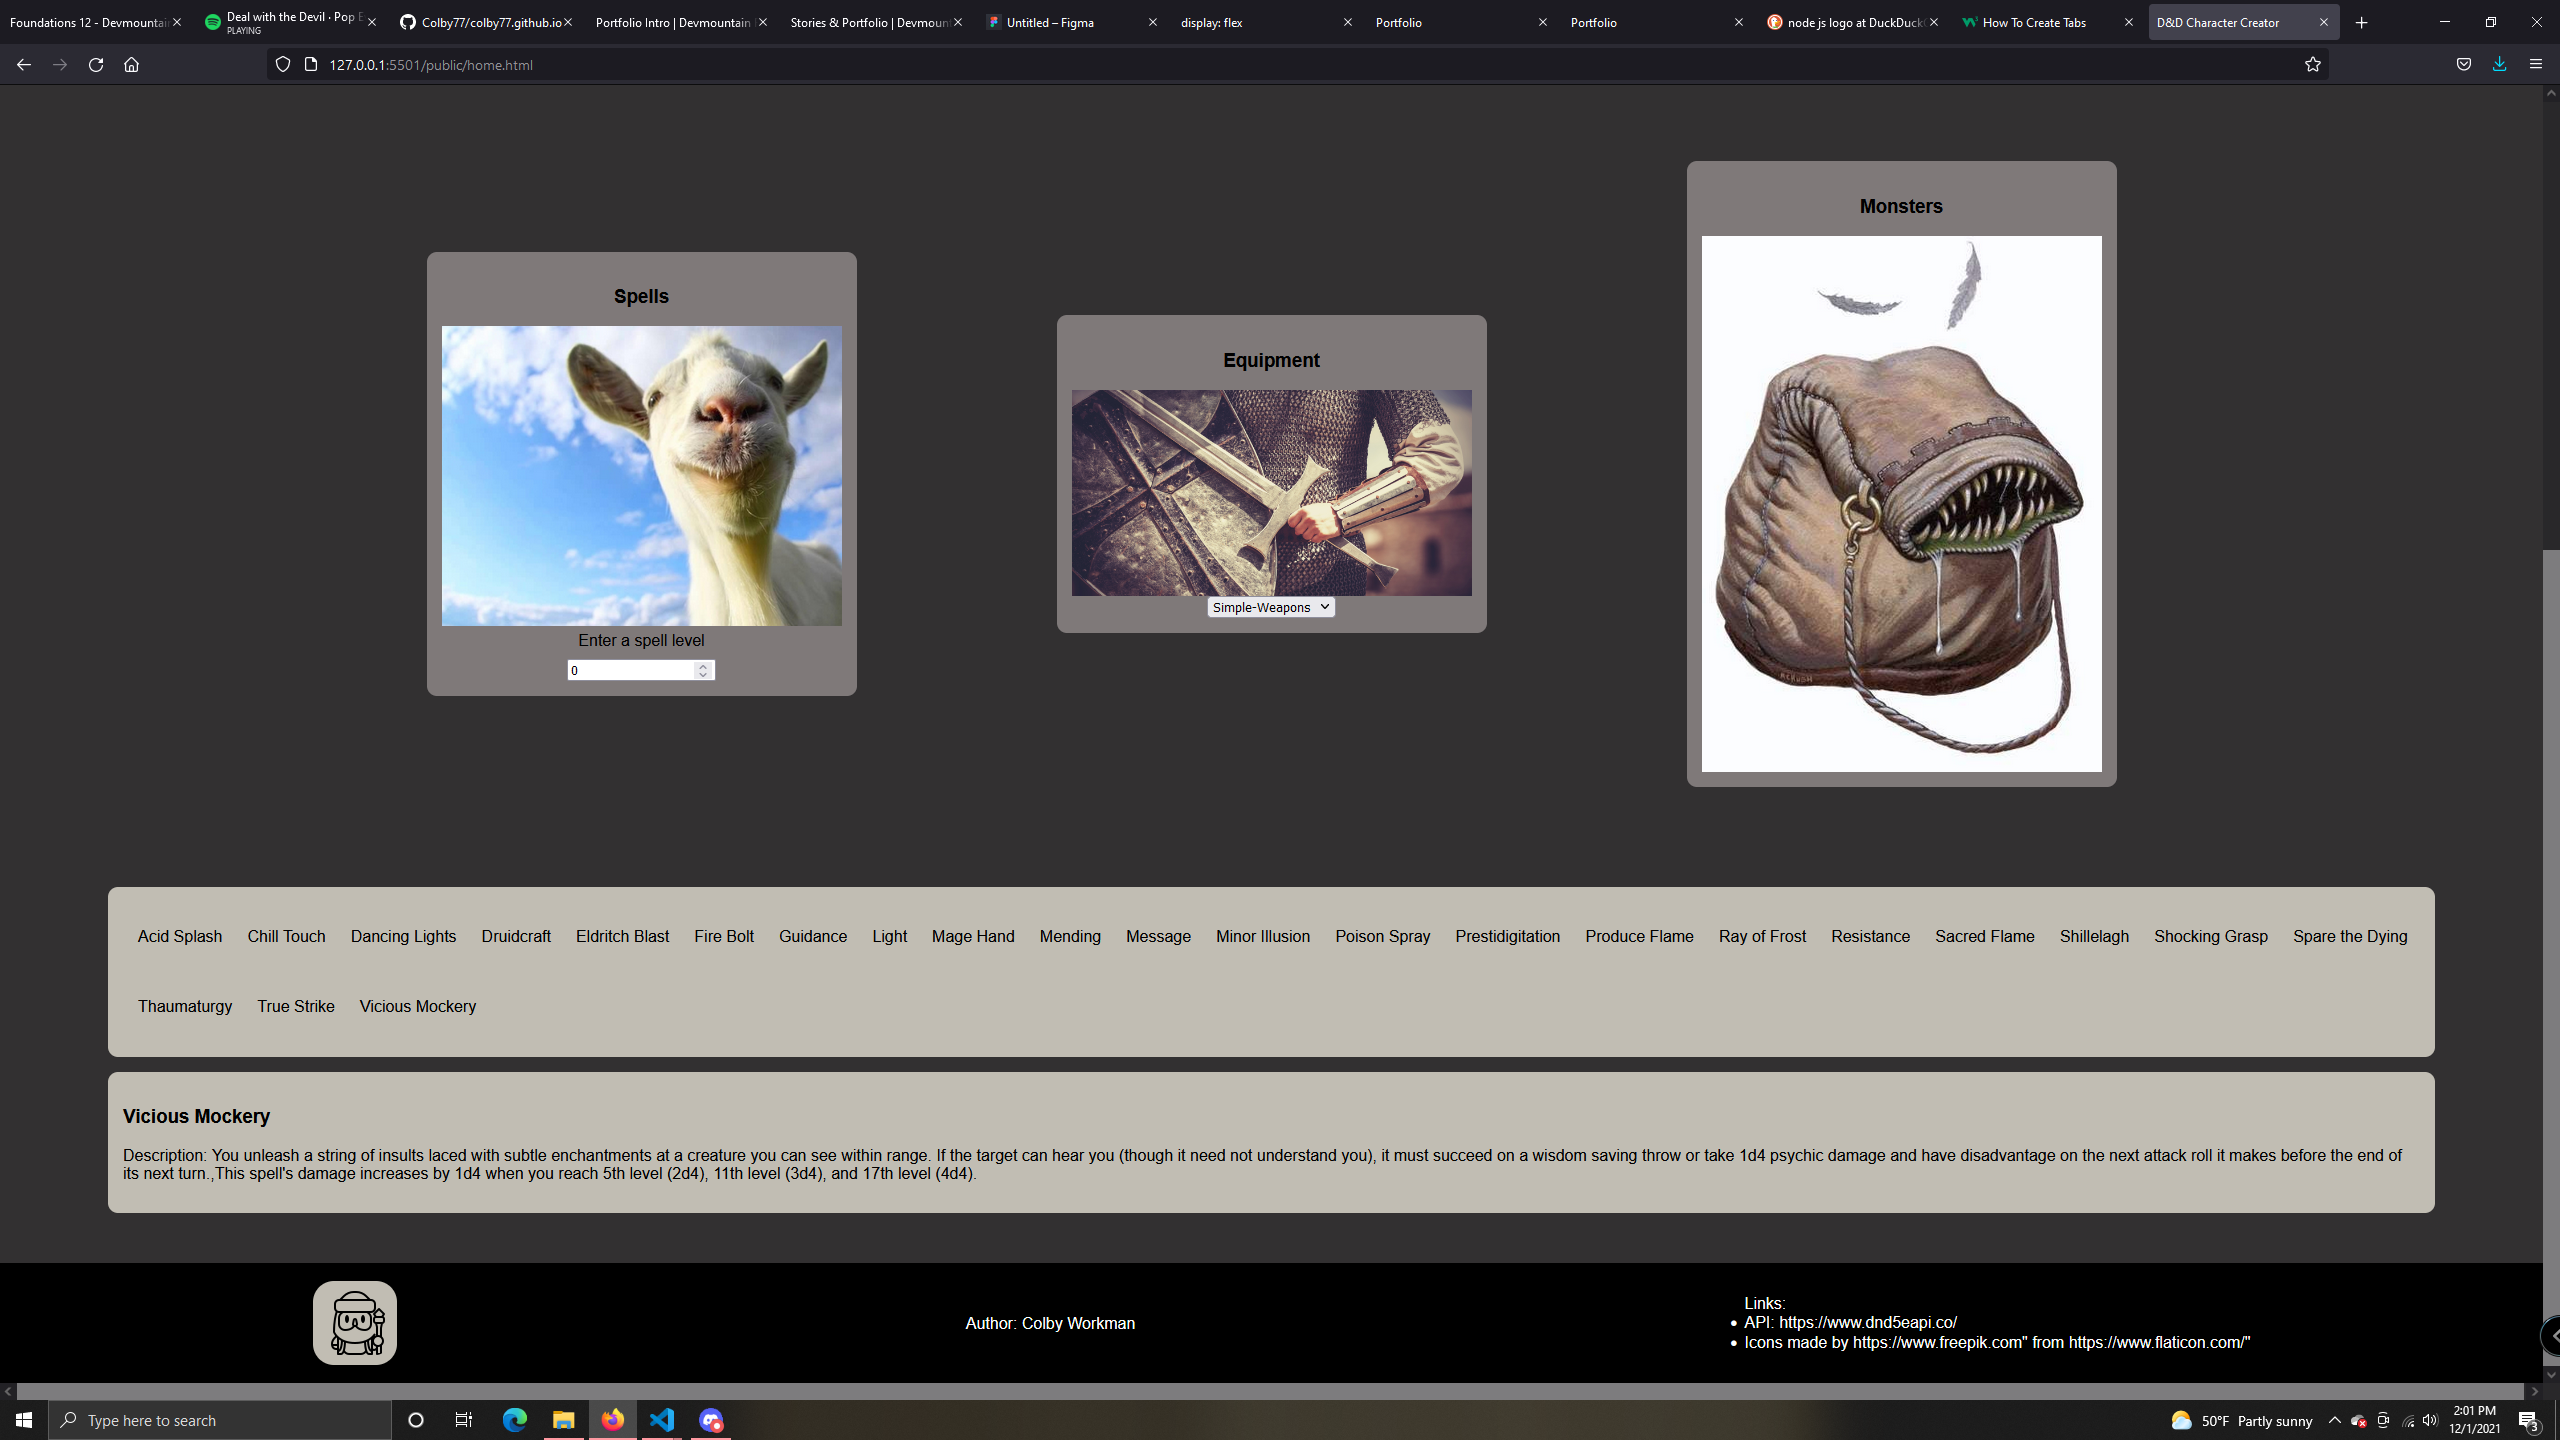 Foundations 12 - Devmountain
Deal with the Devil · Pop E
PLAYING
Colby77/colby77.github.io
Portfolio Intro | Devmountain
Stories & Portfolio | Devmount
Untitled – Figma
display: flex
Portfolio
Portfolio
node js logo at DuckDuckG
How To Create Tabs
D&D Character Creator
127.0.0.1:5501/public/home.html
Spells
Enter a spell level
0
Equipment
Simple-Weapons
Monsters
Acid Splash Chill Touch Dancing Lights Druidcraft Eldritch Blast Fire Bolt Guidance Light Mage Hand Mending Message Minor Illusion Poison Spray Prestidigitation Produce Flame Ray of Frost Resistance Sacred Flame Shillelagh Shocking Grasp Spare the Dying
Thaumaturgy True Strike Vicious Mockery
Vicious Mockery
Description: You unleash a string of insults laced with subtle enchantments at a creature you can see within range. If the target can hear you (though it need not understand you), it must succeed on a wisdom saving throw or take 1d4 psychic damage and have disadvantage on the next attack roll it makes before the end of
its next turn.,This spell's damage increases by 1d4 when you reach 5th level (2d4), 11th level (3d4), and 17th level (4d4).
Author: Colby Workman
Links:
API: https://www.dnd5eapi.co/
Icons made by https://www.freepik.com" from https://www.flaticon.com/"
Type here to search
50°F Partly sunny
2:01 PM
12/1/2021
3